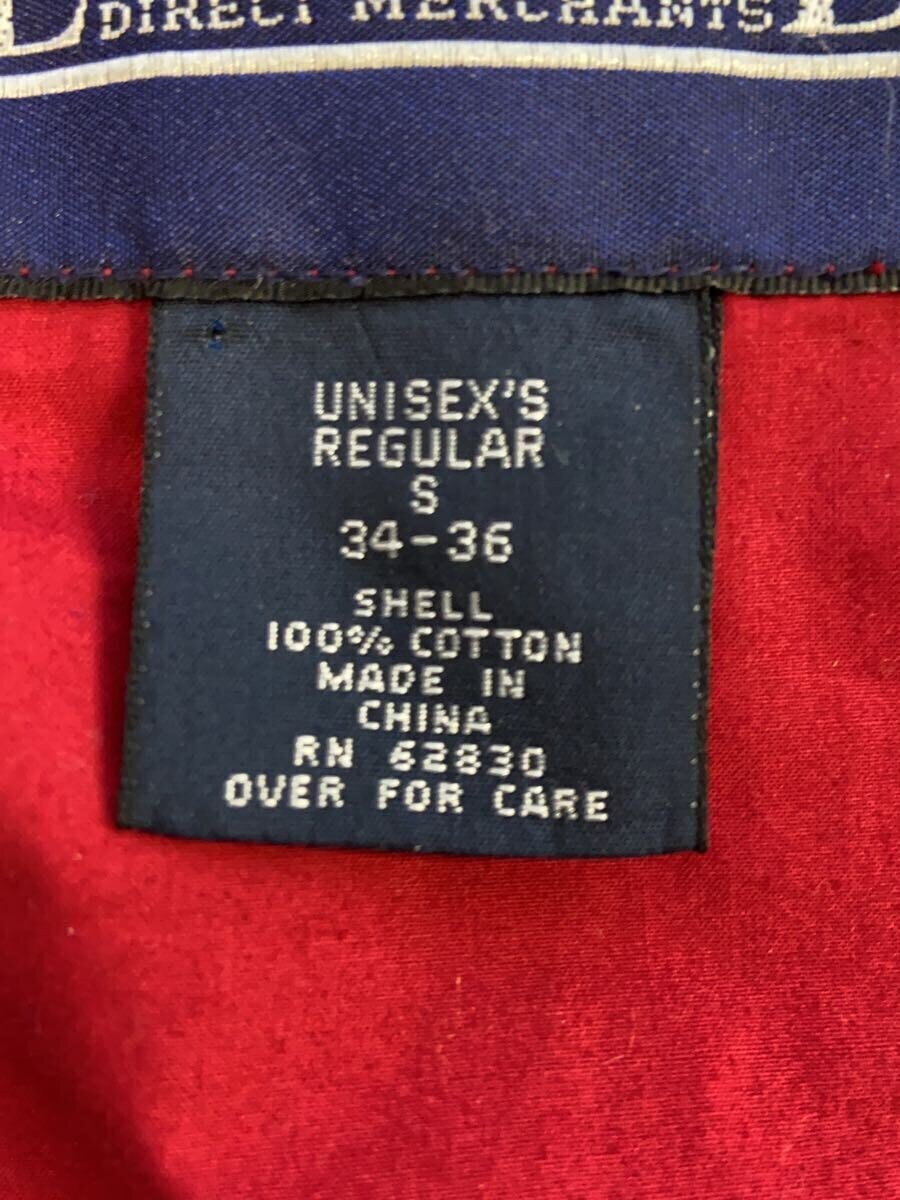 DIRECT MERCHANTS
UNISEX'S
REGULAR
S
34-36
SHELL
100% COTTON
MADE IN
CHINA
RN 62830
OVER FOR CARE